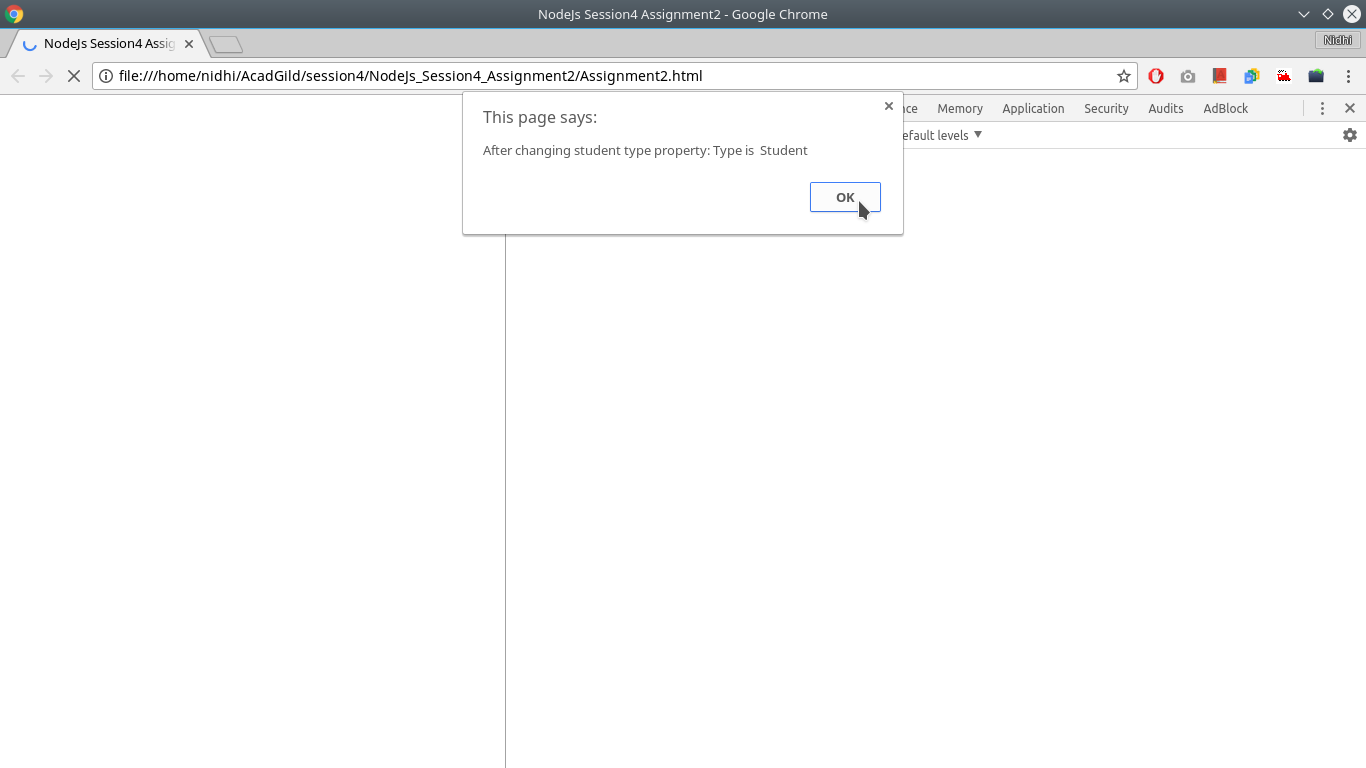 NodeJs Session4 Assignment2 - Google Chrome
NodeJs Session4 Assig
Nidhi
file:///home/nidhi/AcadGild/session4/NodeJs_Session4_Assignment2/Assignment2.html
nce Memory Application Security Audits AdBlock
efault levels
This page says:
After changing student type property: Type is Student
OK